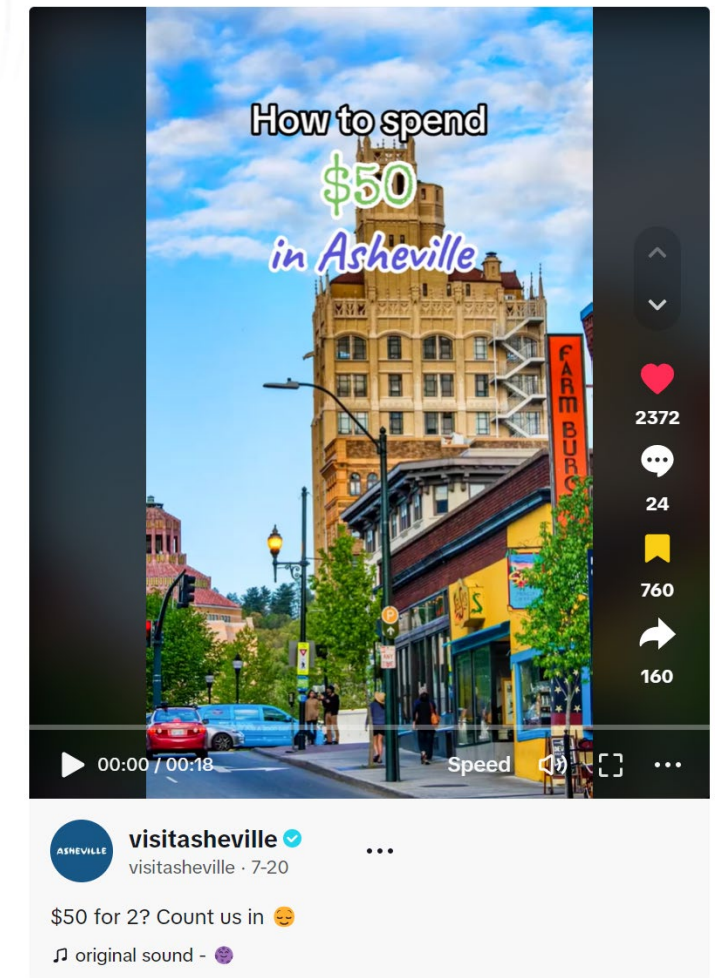 How to spend
$50
in Asheville
FARM BURG
P
S
2372
24
760
160
00:00 / 00:18
Speed
ASHEVILLE
visitasheville
visitasheville · 7-20
$50 for 2? Count us in 😌
original sound -